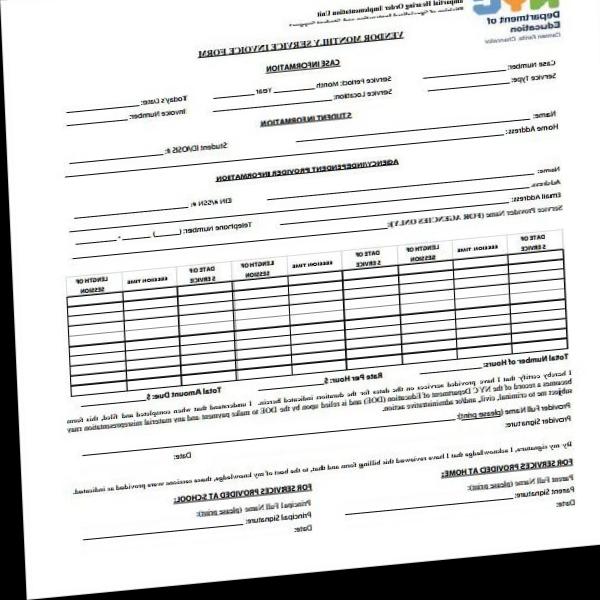 NYC
Department of
Education
Carmen Fariña, Chancellor
Impartial Hearing Order Implementation Unit
Division of Specialized Instruction and Student Support
VENDOR MONTHLY SERVICE INVOICE FORM
CASE INFORMATION
Case Number: Service Period: Month Year Today's Date:
Service Type: Service Location: Invoice Number:
STUDENT INFORMATION
Name: Student ID/OSIS #:
Home Address:
AGENCY/INDEPENDENT PROVIDER INFORMATION
Name: EIN #/SSN #:
Address
Email Address: Telephone Number: ( ) -
Service Provider Name (FOR AGENCIES ONLY):
DATE OF SERVICE SESSION TIME LENGTH OF SESSION DATE OF SERVICE SESSION TIME LENGTH OF SESSION DATE OF SERVICE SESSION TIME LENGTH OF SESSION
Total Number of Hours: Rate Per Hour: $ Total Amount Due: $
I hereby certify that I have provided services on the dates for the duration indicated herein. I understand that when completed and filed, this form
becomes a record of the NYC Department of Education (DOE) and is relied upon by the DOE to make payment and any material misrepresentation may
subject me to criminal, civil, and/or administrative action.
Provider Full Name (please print):
Provider Signature: Date:
By my signature, I acknowledge that I have reviewed this billing form and that, to the best of my knowledge, these sessions were provided as indicated.
FOR SERVICES PROVIDED AT HOME: FOR SERVICES PROVIDED AT SCHOOL:
Parent Full Name (please print): Principal Full Name (please print):
Parent Signature: Principal Signature:
Date: Date: